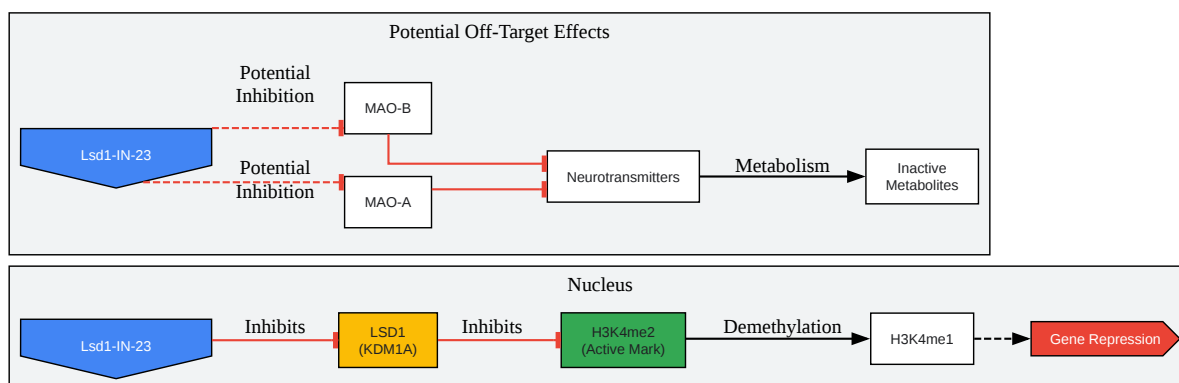 Potential Off-Target Effects
Potential
Inhibition
MAO-B
Lsd1-IN-23
Potential
Inhibition
MAO-A
Neurotransmitters
Metabolism
Inactive
Metabolites
Nucleus
Lsd1-IN-23
Inhibits
LSD1
(KDM1A)
Inhibits
H3K4me2
(Active Mark)
Demethylation
H3K4me1
Gene Repression